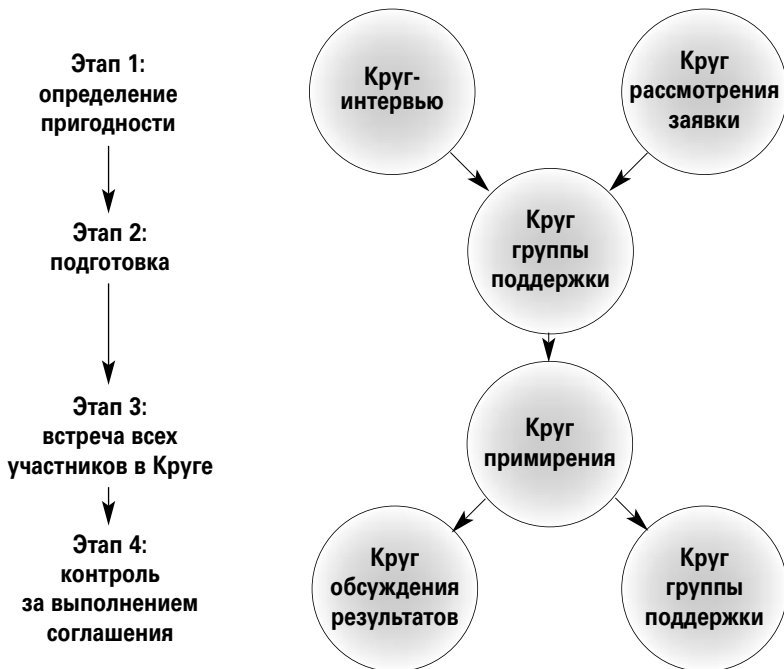 Этап 1:
определение
пригодности
Круг-
интервью
Круг
рассмотрения
заявки
Этап 2:
подготовка
Круг
группы
поддержки
Этап 3:
встреча всех
участников в Круге
Круг
примирения
Этап 4:
контроль
за выполнением
соглашения
Круг
обсуждения
результатов
Круг
группы
поддержки